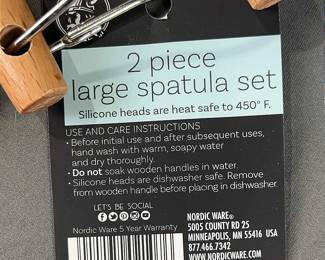 2 piece
large spatula set
Silicone heads are heat safe to 450° F.
USE AND CARE INSTRUCTIONS
• Before initial use and after subsequent uses,
hand wash with warm, soapy water
and dry thoroughly.
• Do not soak wooden handles in water.
• Silicone heads are dishwasher safe. Remove
from wooden handle before placing in dishwasher.
LET'S BE SOCIAL
Nordic Ware 5 Year Warranty
NORDIC WARE®
5005 COUNTY RD 25
MINNEAPOLIS, MN 55416 USA
877.466.7342
WWW.NORDICWARE.COM